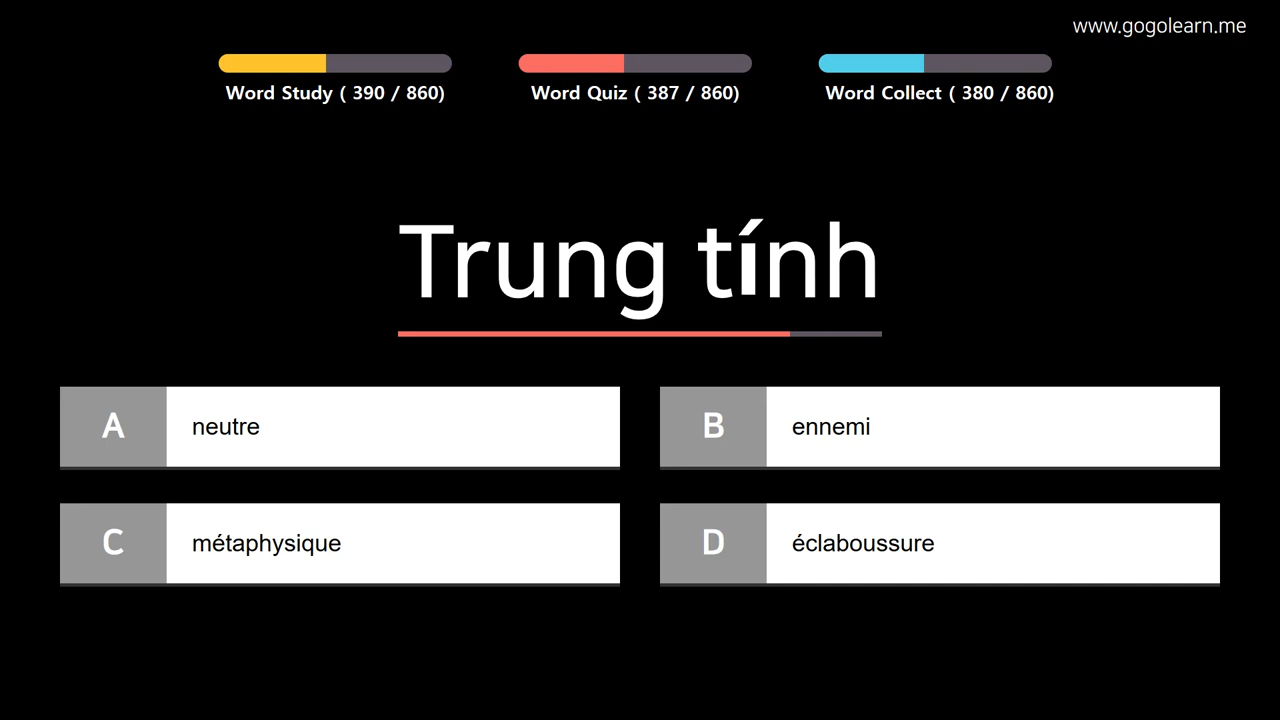 www.gogolearn.me
Word Study ( 390 / 860)
Word Quiz ( 387 / 860)
Word Collect ( 380 / 860)
Trung tính
A neutre
B ennemi
C métaphysique
D éclaboussure